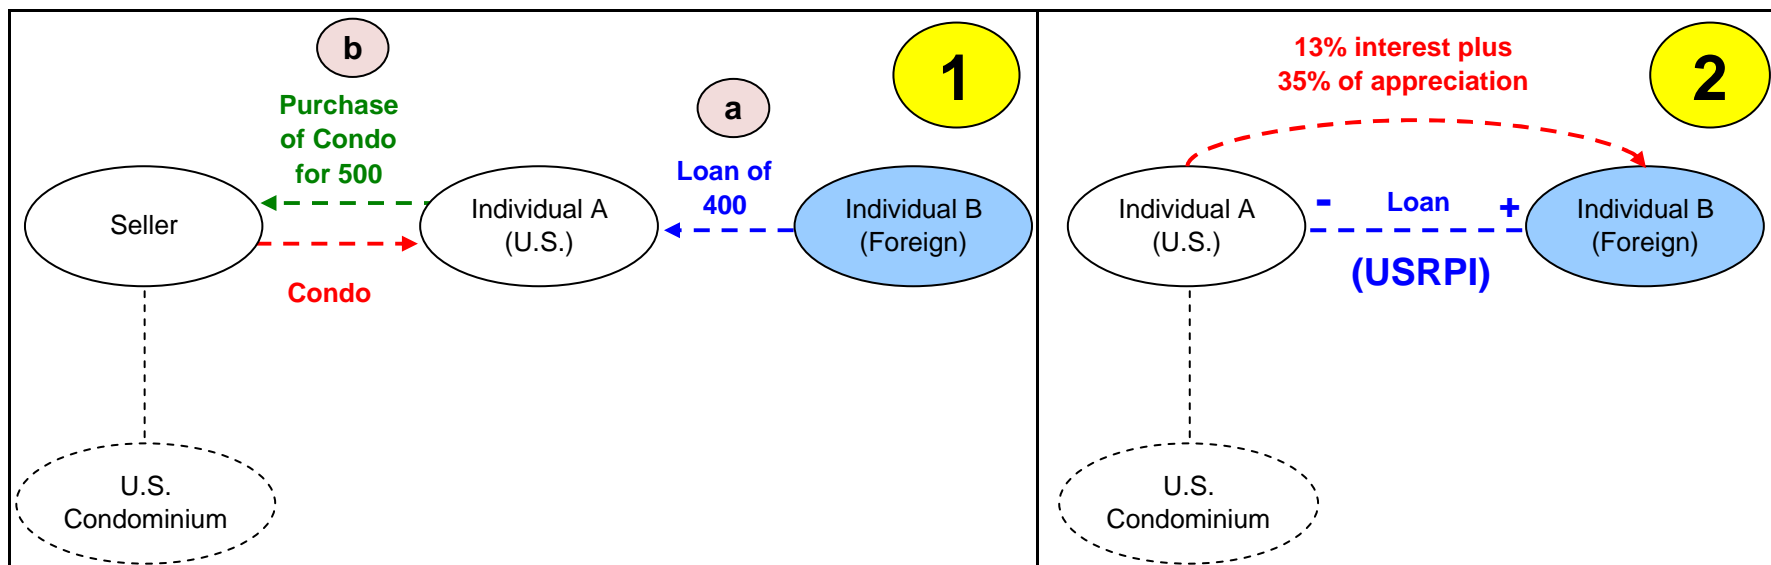 b
Purchase
of Condo
for 500
1
a
Loan of
400
Seller
Individual A
(U.S.)
Individual B
(Foreign)
Condo
U.S.
Condominium
13% interest plus
35% of appreciation
2
Individual A
(U.S.)
- Loan +
Individual B
(Foreign)
(USRPI)
U.S.
Condominium